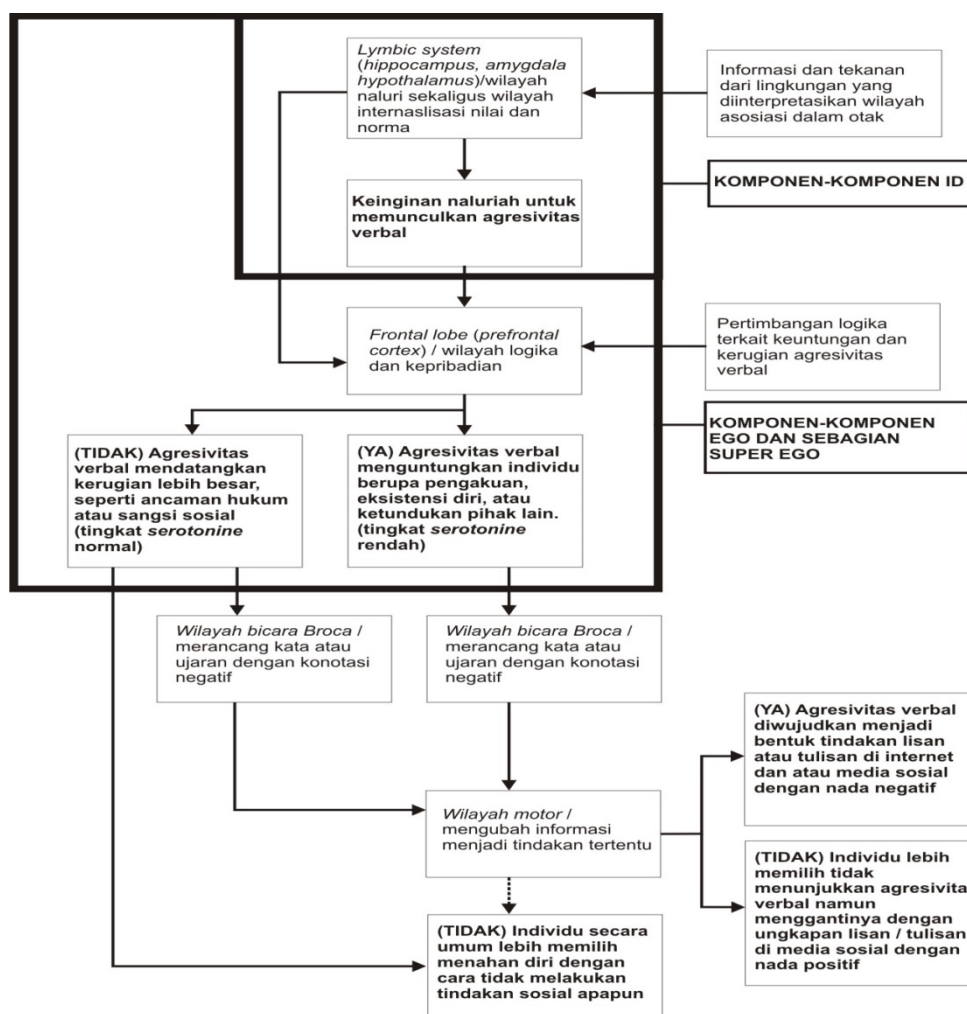 Lymbic system
(hippocampus, amygdala
hypothalamus)/wilayah
naluri sekaligus wilayah
internaslisasi nilai dan
norma
Informasi dan tekanan
dari lingkungan yang
diinterpretasikan wilayah
asosiasi dalam otak
KOMPONEN-KOMPONEN ID
Keinginan naluriah untuk
memunculkan agresivitas
verbal
Frontal lobe (prefrontal
cortex) / wilayah logika
dan kepribadian
Pertimbangan logika
terkait keuntungan dan
kerugian agresivitas
verbal
KOMPONEN-KOMPONEN
EGO DAN SEBAGIAN
SUPER EGO
(TIDAK) Agresivitas
verbal mendatangkan
kerugian lebih besar,
seperti ancaman hukum
atau sangsi sosial
(tingkat serotonine
normal)
(YA) Agresivitas verbal
menguntungkan individu
berupa pengakuan,
eksistensi diri, atau
ketundukan pihak lain.
(tingkat serotonine
rendah)
Wilayah bicara Broca /
merancang kata atau
ujaran dengan konotasi
negatif
Wilayah bicara Broca /
merancang kata atau
ujaran dengan konotasi
negatif
(YA) Agresivitas verbal
diwujudkan menjadi
bentuk tindakan lisan
atau tulisan di internet
dan atau media sosial
dengan nada negatif
Wilayah motor /
mengubah informasi
menjadi tindakan tertentu
(TIDAK) Individu lebih
memilih tidak
menunjukkan agresivita
verbal namun
menggantinya dengan
ungkapan lisan / tulisan
di media sosial dengan
nada positif
(TIDAK) Individu secara
umum lebih memilih
menahan diri dengan
cara tidak melakukan
tindakan sosial apapun